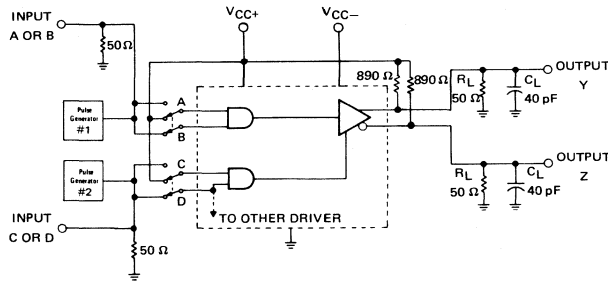 INPUT
A OR B
50 Ω
VCC+
VCC−
Pulse
Generator
#1
A
B
890 Ω
890 Ω
RL
50 Ω
CL
40 pF
OUTPUT
Y
Pulse
Generator
#2
C
D
INPUT
C OR D
50 Ω
TO OTHER DRIVER
RL
50 Ω
CL
40 pF
OUTPUT
Z